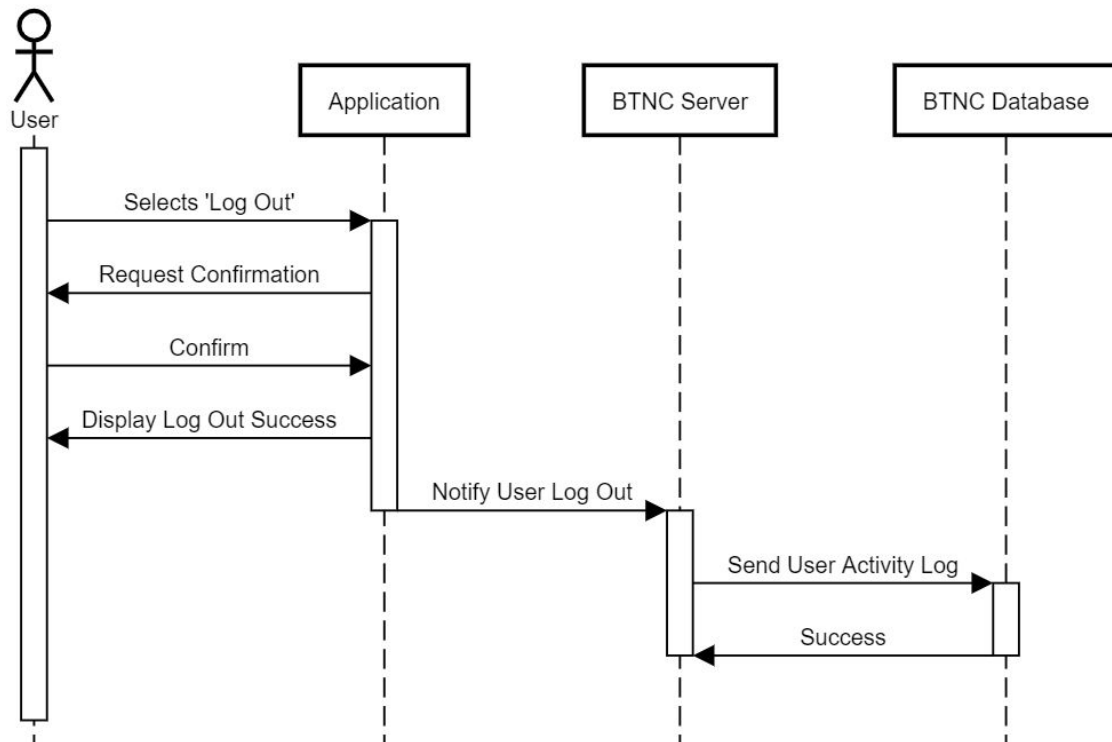 User
Application
BTNC Server
BTNC Database
Selects 'Log Out'
Request Confirmation
Confirm
Display Log Out Success
Notify User Log Out
Send User Activity Log
Success